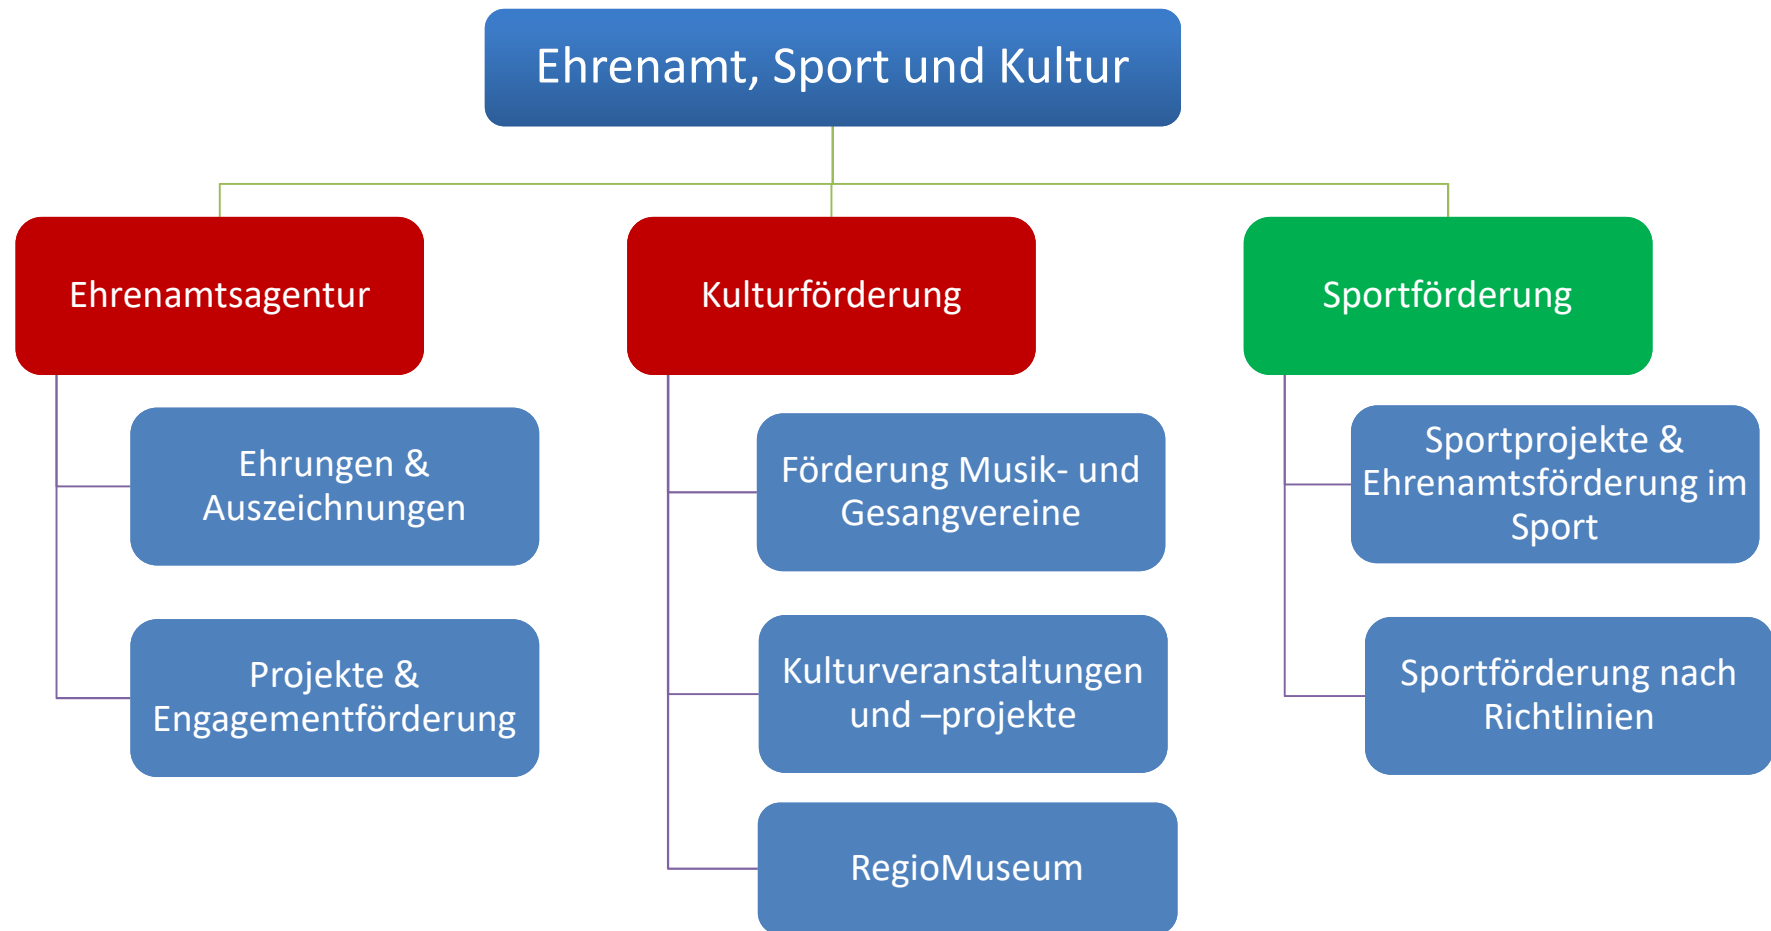 Ehrenamt, Sport und Kultur
Ehrenamtsagentur
Kulturförderung
Sportförderung
Ehrungen &
Auszeichnungen
Projekte &
Engagementförderung
Förderung Musik- und
Gesangvereine
Kulturveranstaltungen
und –projekte
RegioMuseum
Sportprojekte &
Ehrenamtsförderung im
Sport
Sportförderung nach
Richtlinien